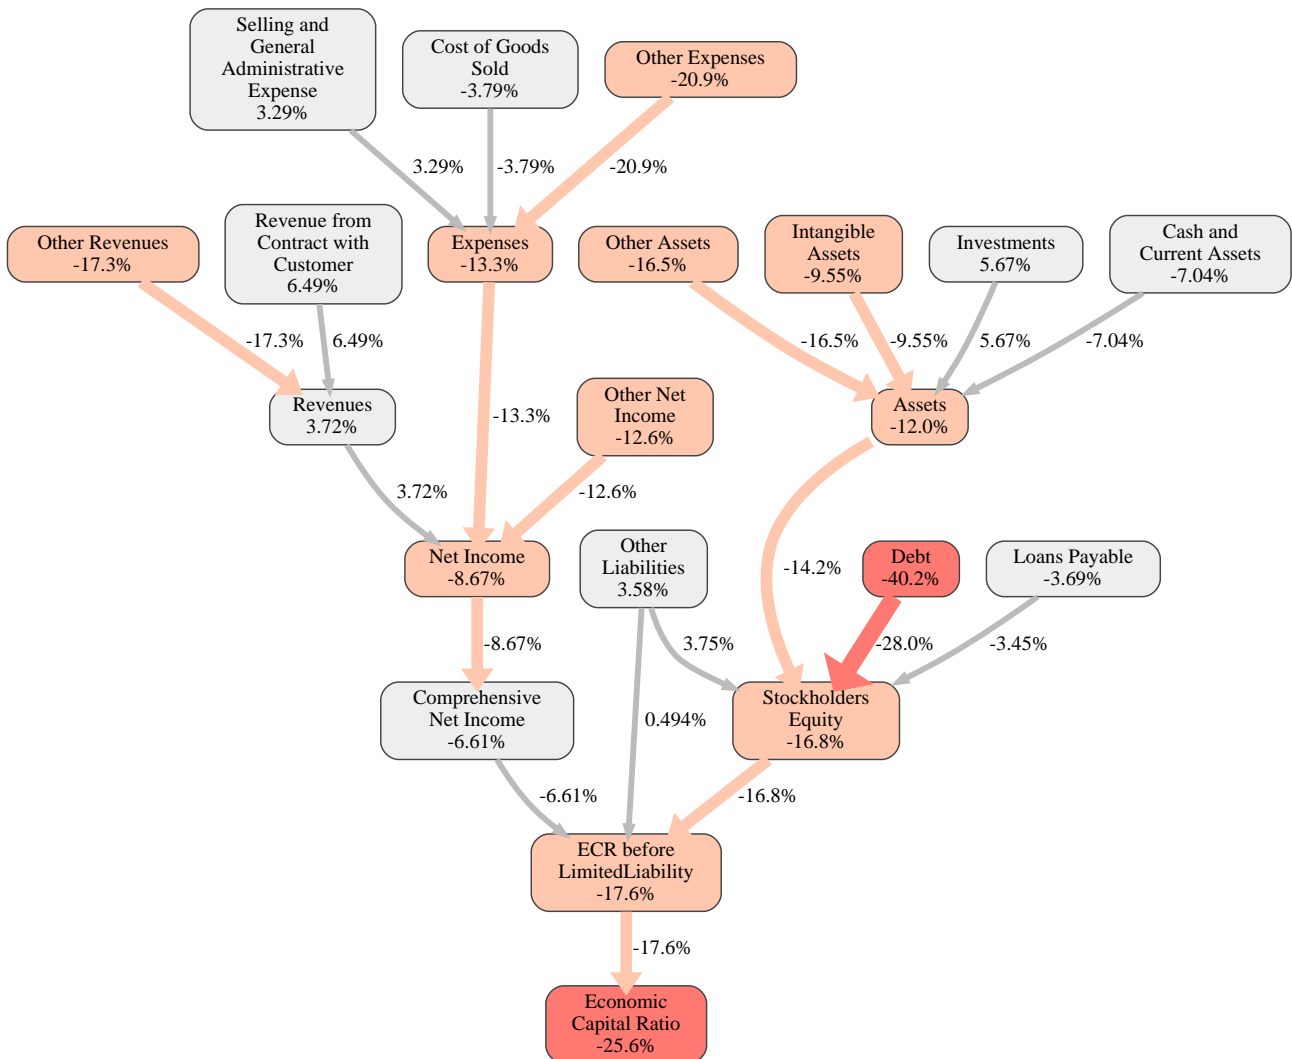 Selling and
General
Administrative
Expense
3.29%
Cost of Goods
Sold
-3.79%
Other Expenses
-20.9%
3.29%
-3.79%
-20.9%
Other Revenues
-17.3%
Revenue from
Contract with
Customer
6.49%
Expenses
-13.3%
Other Assets
-16.5%
Intangible
Assets
-9.55%
Investments
5.67%
Cash and
Current Assets
-7.04%
-17.3%
6.49%
-16.5%
-9.55%
5.67%
-7.04%
Revenues
3.72%
-13.3%
Other Net
Income
-12.6%
Assets
-12.0%
3.72%
-12.6%
Net Income
-8.67%
Other
Liabilities
3.58%
-14.2%
Debt
-40.2%
Loans Payable
-3.69%
-8.67%
3.75%
-28.0%
-3.45%
Comprehensive
Net Income
-6.61%
0.494%
Stockholders
Equity
-16.8%
-6.61%
-16.8%
ECR before
LimitedLiability
-17.6%
-17.6%
Economic
Capital Ratio
-25.6%